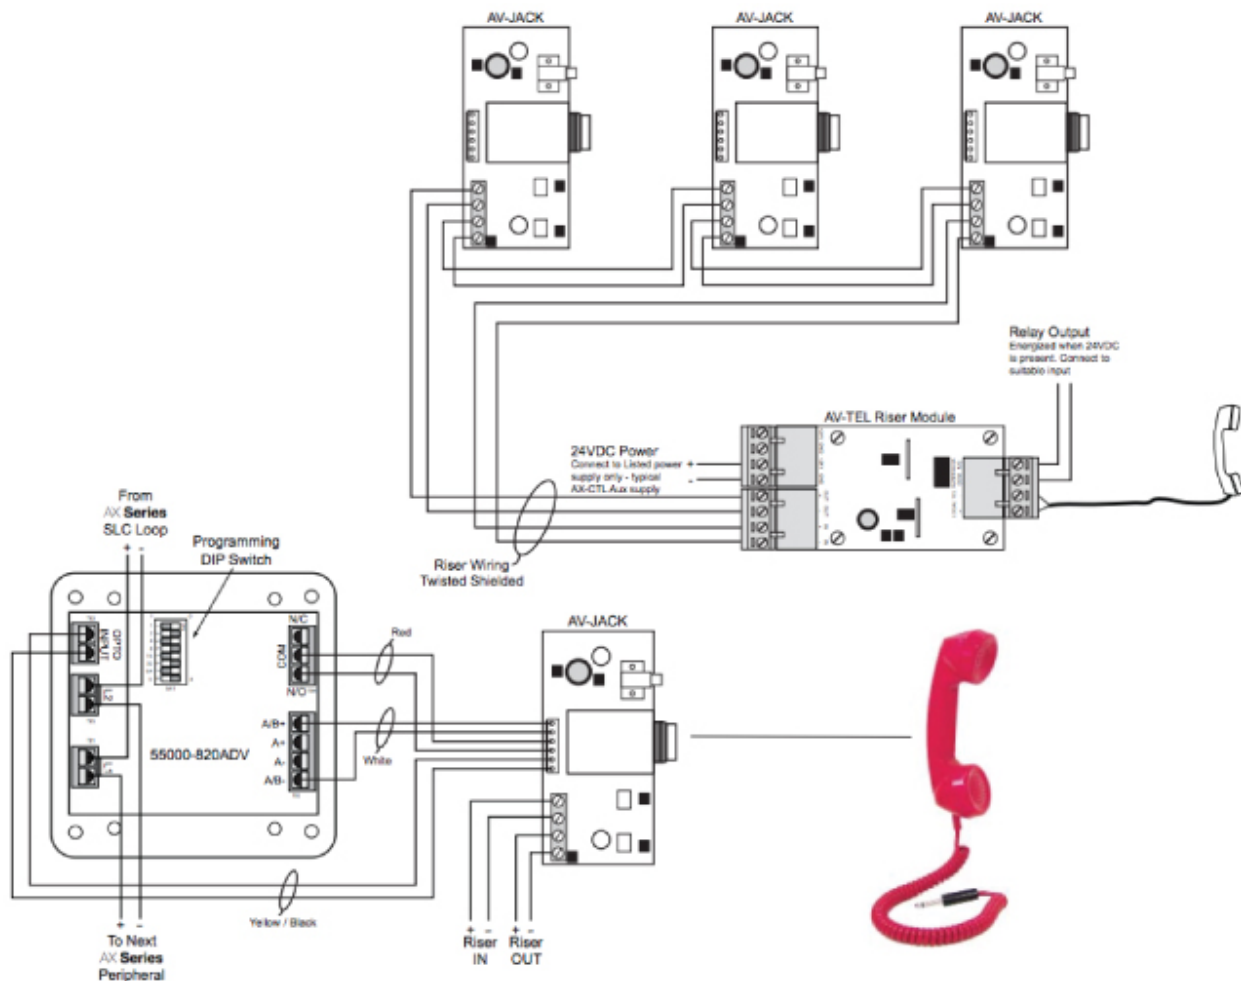 AV-JACK
AV-JACK
AV-JACK
Relay Output
Energized when 24VDC
is present. Connect to
suitable input
AV-TEL Riser Module
24VDC Power
Connect to Listed power +
supply only - typical -
AX-CTL Aux supply
From
AX Series
SLC Loop
+ -
Programming
DIP Switch
Riser Wiring
Twisted Shielded
AV-JACK
N/C
COM
N/O
OPTO
INPUT
Red
A/B+
A+
A-
A/B-
55000-820ADV
White
Yellow / Black
+ -
To Next
AX Series
Peripheral
+ -
Riser
IN
+ -
Riser
OUT